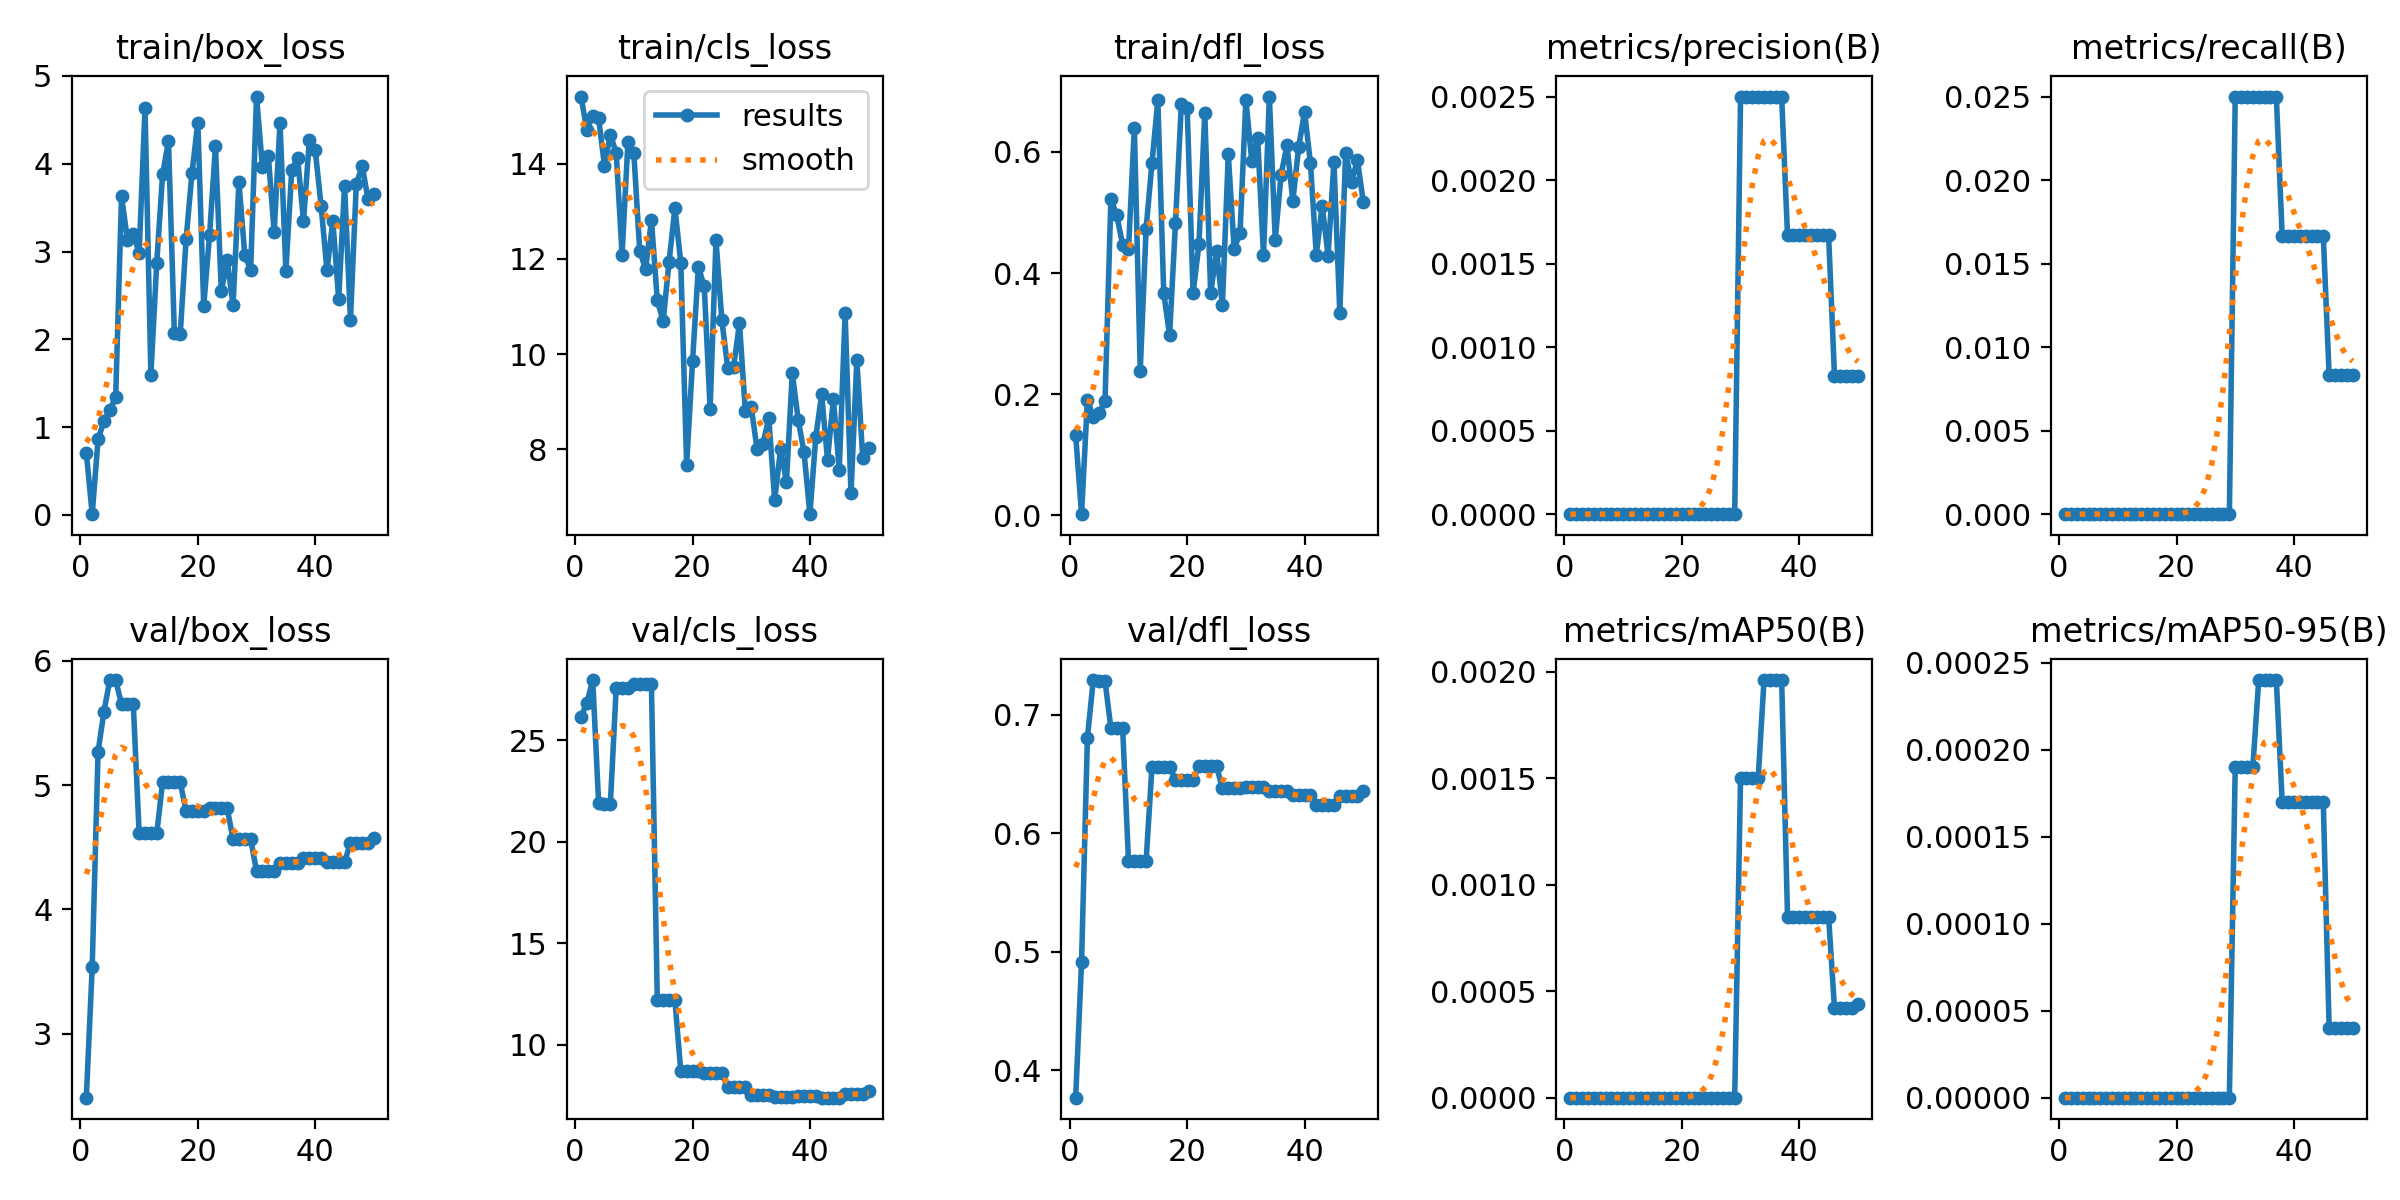 train/box_loss
train/cls_loss
train/dfl_loss
metrics/precision(B)
metrics/recall(B)
5
4
3
2
1
0
0 20 40
results
smooth
14
12
10
8
0 20 40
0.6
0.4
0.2
0.0
0 20 40
0.0025
0.0020
0.0015
0.0010
0.0005
0.0000
0 20 40
0.025
0.020
0.015
0.010
0.005
0.000
0 20 40
val/box_loss
val/cls_loss
val/dfl_loss
metrics/mAP50(B)
metrics/mAP50-95(B)
6
5
4
3
0 20 40
25
20
15
10
0 20 40
0.7
0.6
0.5
0.4
0 20 40
0.0020
0.0015
0.0010
0.0005
0.0000
0 20 40
0.00025
0.00020
0.00015
0.00010
0.00005
0.00000
0 20 40